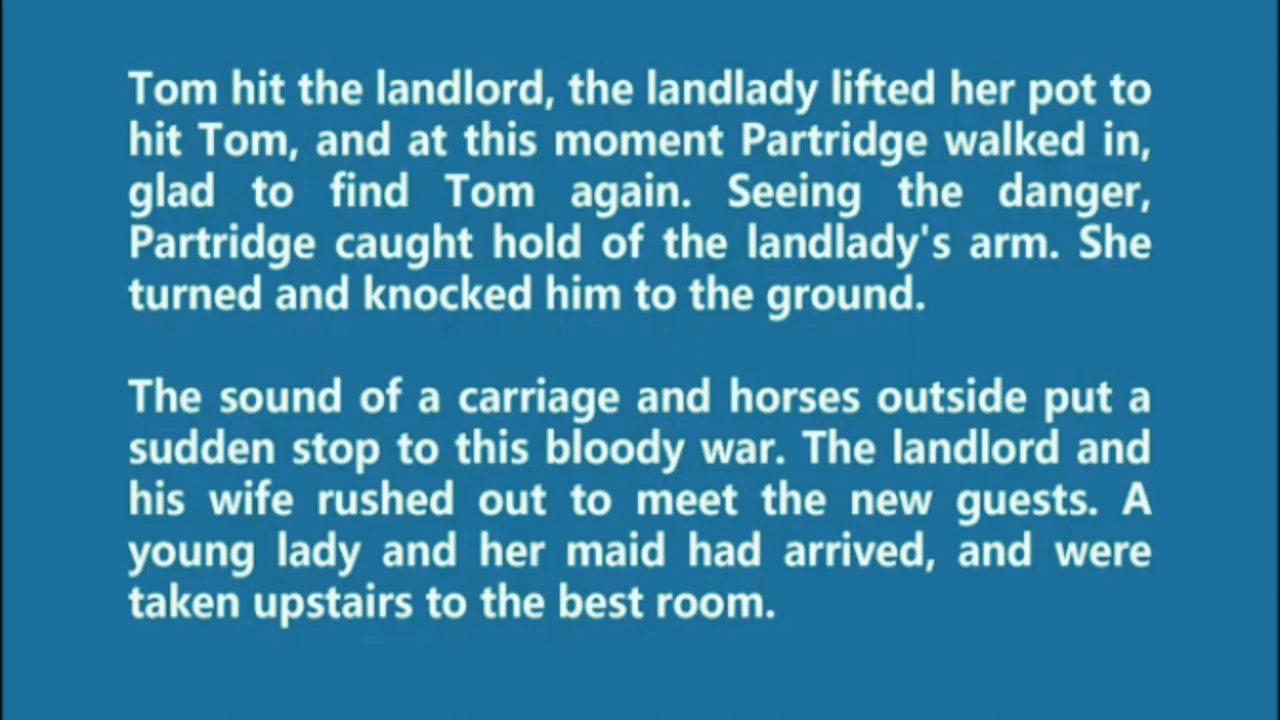 Tom hit the landlord, the landlady lifted her pot to
hit Tom, and at this moment Partridge walked in,
glad to find Tom again. Seeing the danger,
Partridge caught hold of the landlady's arm. She
turned and knocked him to the ground.
The sound of a carriage and horses outside put a
sudden stop to this bloody war. The landlord and
his wife rushed out to meet the new guests. A
young lady and her maid had arrived, and were
taken upstairs to the best room.